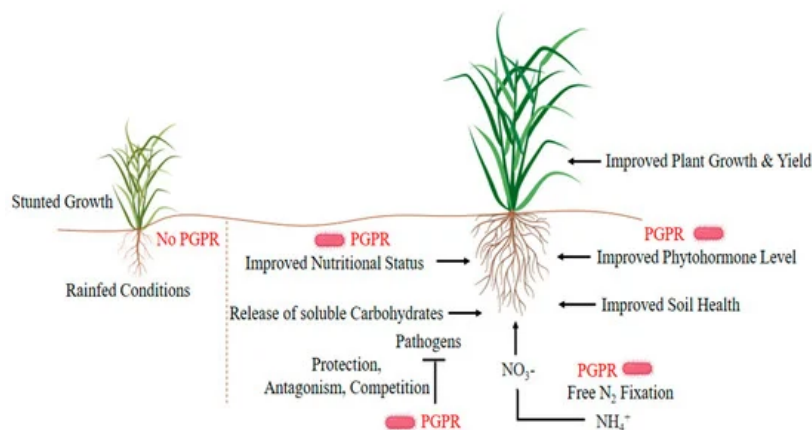 Improved Plant Growth & Yield
Stunted Growth
No PGPR
Rainfed Conditions
PGPR
Improved Nutritional Status
PGPR
Improved Phytohormone Level
Release of soluble Carbohydrates
Improved Soil Health
Pathogens
Protection,
Antagonism, Competition
PGPR
NO₃-
PGPR
Free N₂ Fixation
NH₄⁺